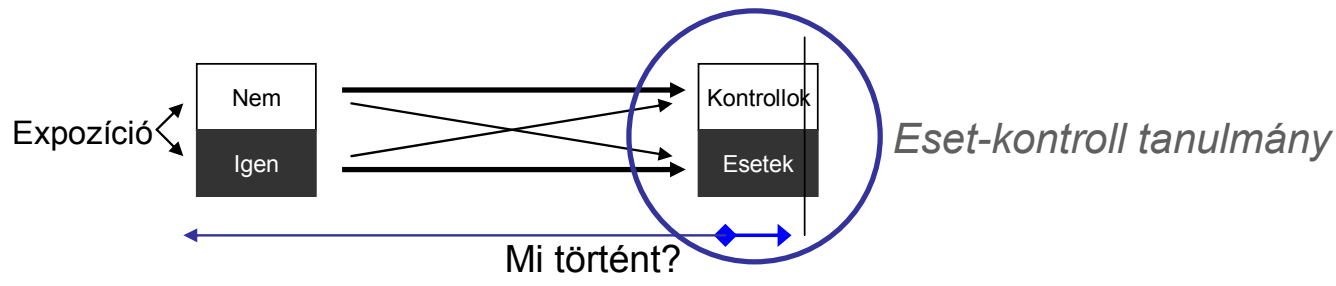 Nem
Kontrollok
Expozíció
Eset-kontroll tanulmány
Igen
Esetek
Mi történt?